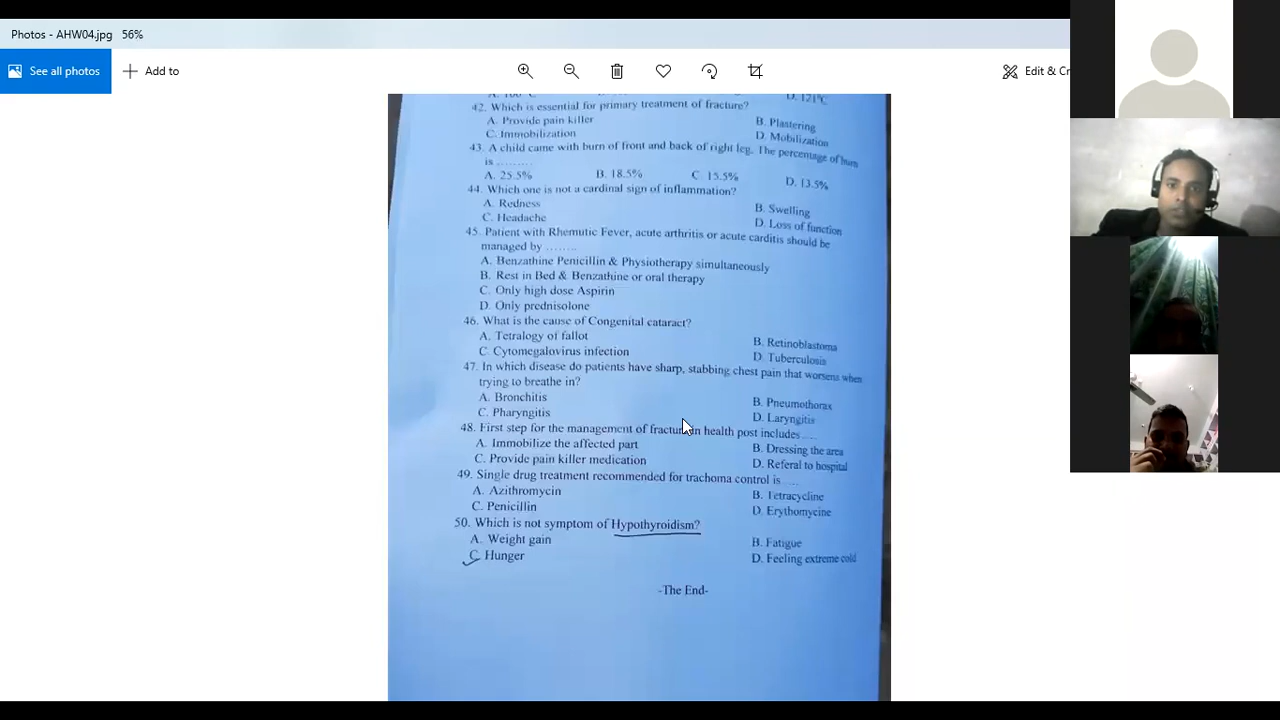 Photos - AHW04.jpg 56%
See all photos
Add to
Edit & Cr
A. 100°C D. 121°C
42. Which is essential for primary treatment of fracture?
A. Provide pain killer B. Plastering
C. Immobilization D. Mobilization
43. A child came with burn of front and back of right leg. The percentage of burn
is .........
A. 25.5% B. 18.5% C 15.5% D. 13.5%
44. Which one is not a cardinal sign of inflammation?
A. Redness B. Swelling
C. Headache D. Loss of function
45. Patient with Rhemutic Fever, acute arthritis or acute carditis should be
managed by ........
A. Benzathine Penicillin & Physiotherapy simultaneously
B. Rest in Bed & Benzathine or oral therapy
C. Only high dose Aspirin
D. Only prednisolone
46. What is the cause of Congenital cataract?
A. Tetralogy of fallot B. Retinoblastoma
C. Cytomegalovirus infection D. Tuberculosis
47. In which disease do patients have sharp, stabbing chest pain that worsens when
trying to breathe in?
A. Bronchitis B. Pneumothorax
C. Pharyngitis D. Laryngitis
48. First step for the management of fracture in health post includes ....
A. Immobilize the affected part B. Dressing the area
C. Provide pain killer medication D. Referal to hospital
49. Single drug treatment recommended for trachoma control is ....
A. Azithromycin B. Tetracycline
C. Penicillin D. Erythomycine
50. Which is not symptom of Hypothyroidism?
A. Weight gain B. Fatigue
C Hunger D. Feeling extreme cold
-The End-